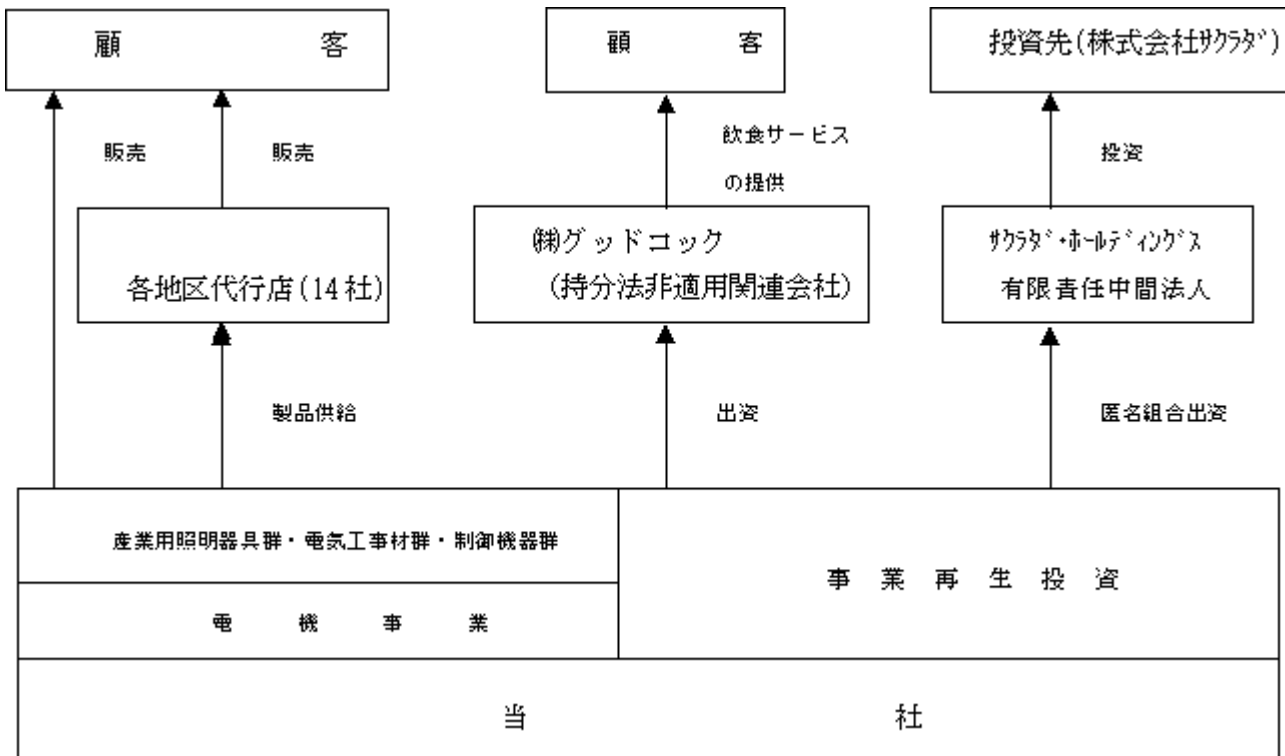 顧客
顧客
投資先(株式会社ｻｸﾗﾀﾞ)
販売
販売
飲食サービス
の提供
投資
各地区代行店(14社)
㈱グッドコック
(持分法非適用関連会社)
ｻｸﾗﾀﾞ・ﾎｰﾙﾃﾞｨﾝｸﾞｽ
有限責任中間法人
製品供給
出資
匿名組合出資
産業用照明器具群・電気工事材群・制御機器群
事業再生投資
電機事業
当社